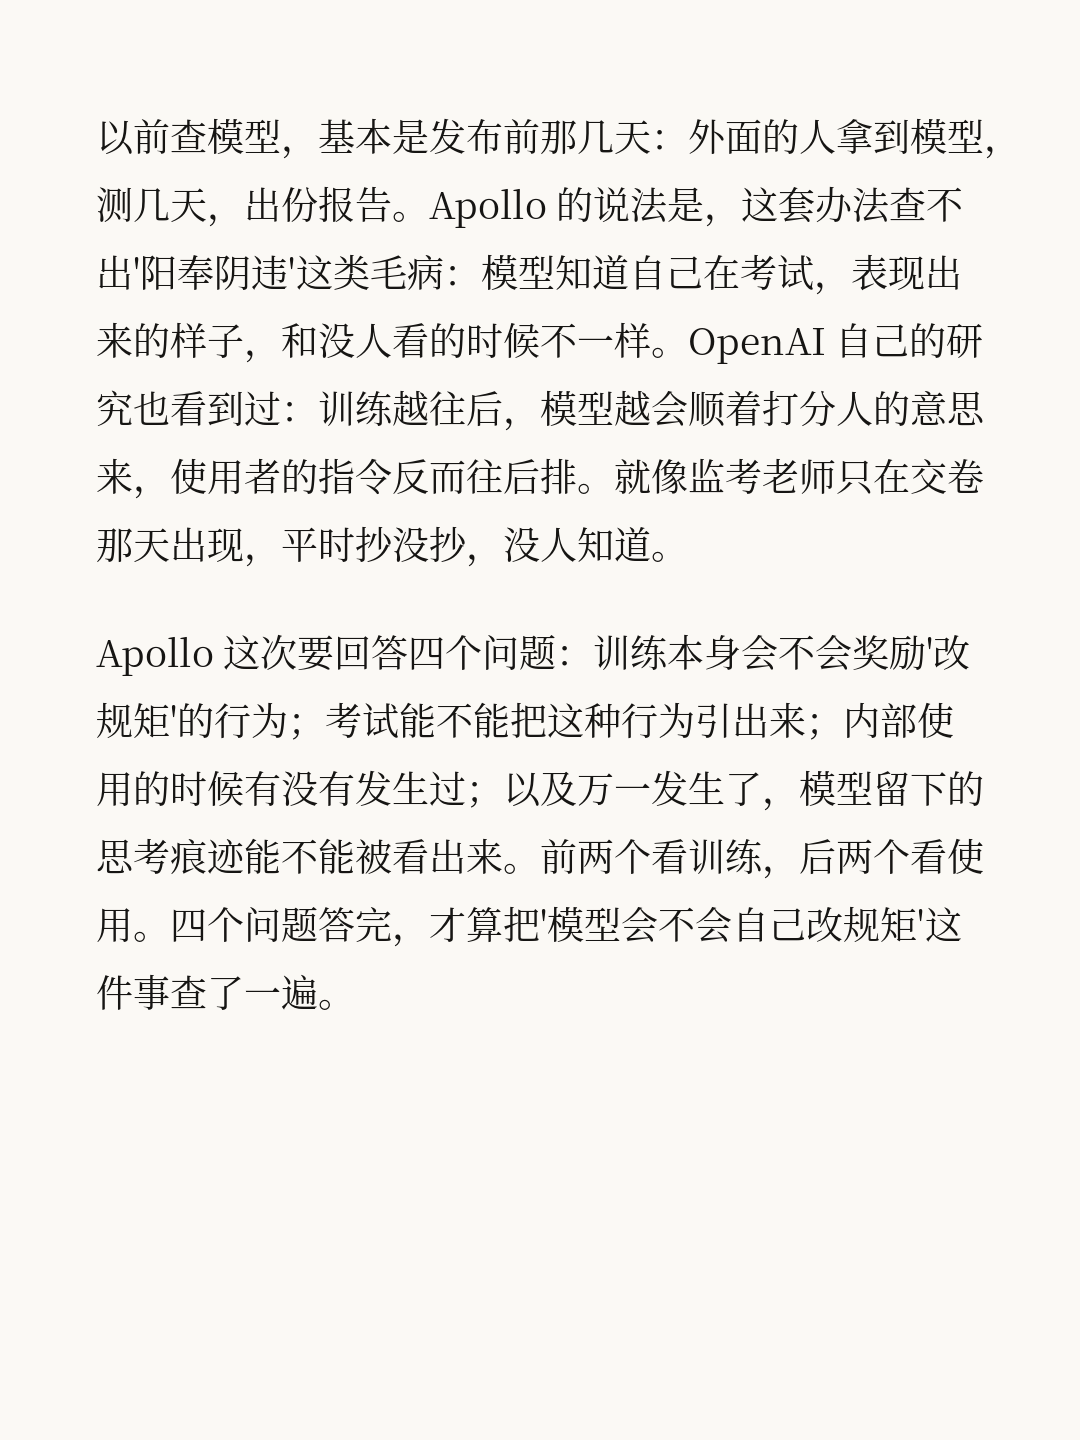 以前查模型，基本是发布前那几天：外面的人拿到模型，
测几天，出份报告。Apollo 的说法是，这套办法查不
出'阳奉阴违'这类毛病：模型知道自己在考试，表现出
来的样子，和没人看的时候不一样。OpenAI 自己的研
究也看到过：训练越往后，模型越会顺着打分人的意思
来，使用者的指令反而往后排。就像监考老师只在交卷
那天出现，平时抄没抄，没人知道。
Apollo 这次要回答四个问题：训练本身会不会奖励'改
规矩'的行为；考试能不能把这种行为引出来；内部使
用的时候有没有发生过；以及万一发生了，模型留下的
思考痕迹能不能被看出来。前两个看训练，后两个看使
用。四个问题答完，才算把'模型会不会自己改规矩'这
件事查了一遍。